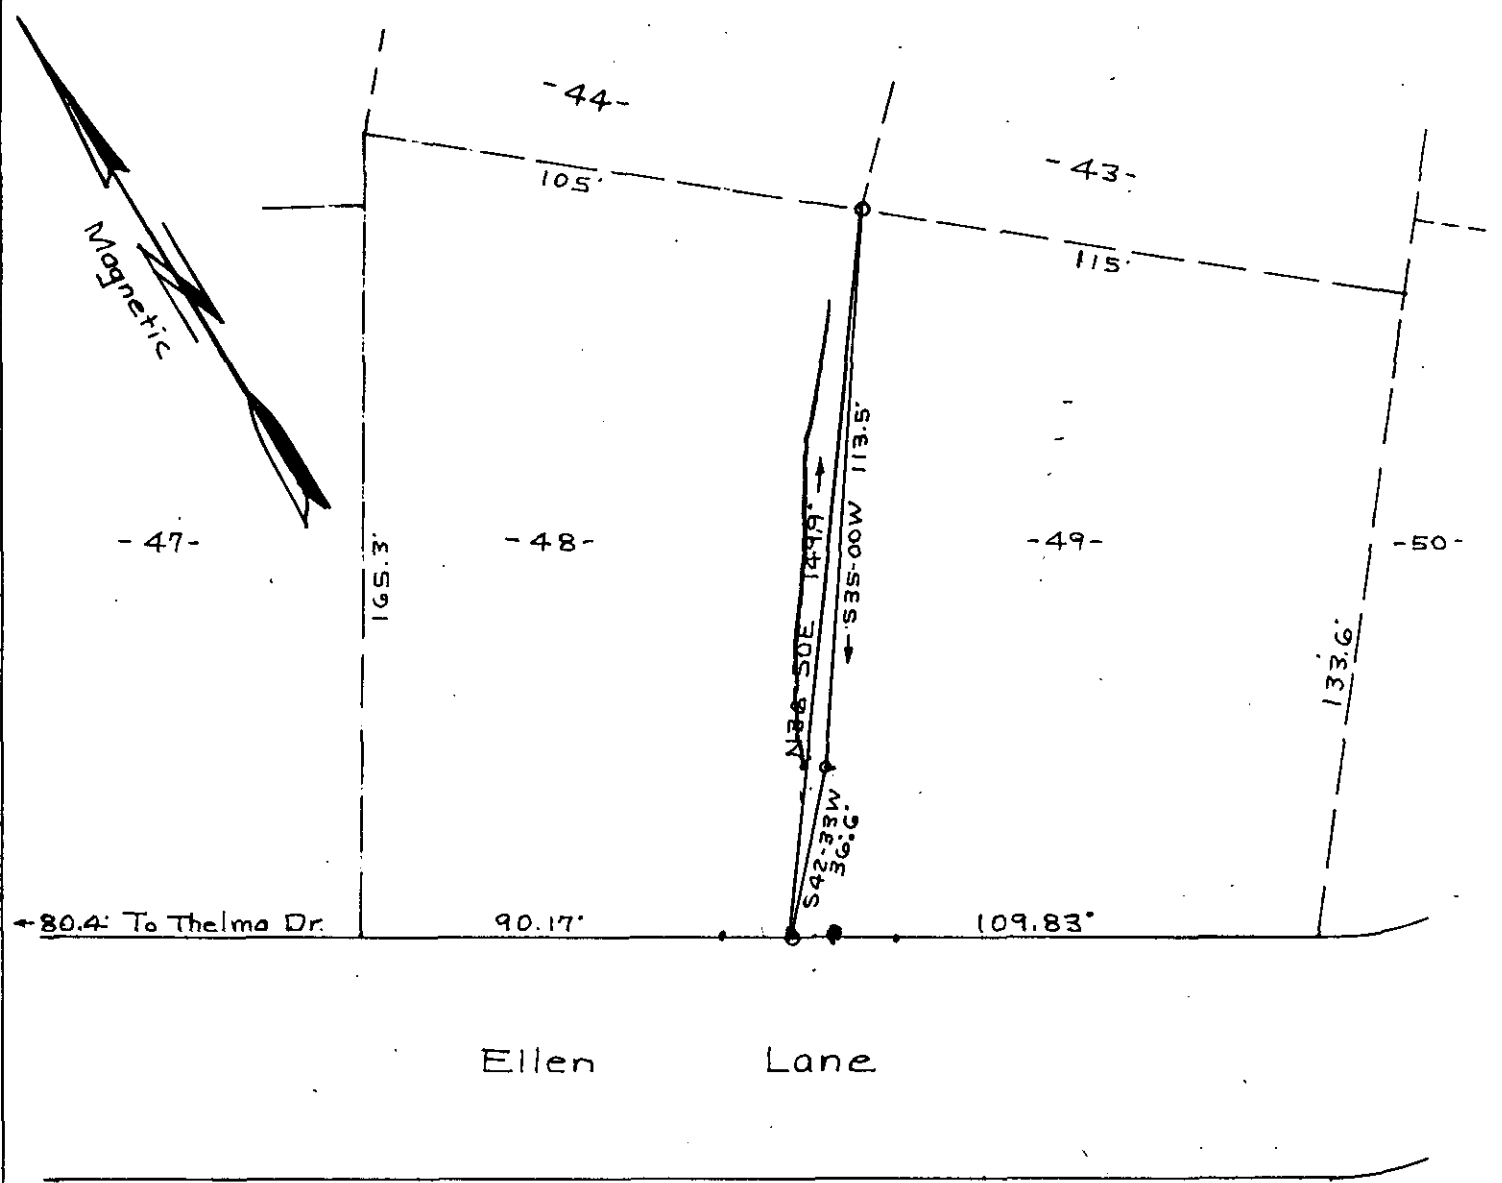 -44-
-43-
105'
115'
Magnetic
N
-47-
165.3'
-48-
N38 50E 149.9'
S35-00W 113.5'
-49-
-50-
133.6'
S42-33W
36.6'
80.4' To Thelma Dr.
90.17'
109.83'
Ellen Lane